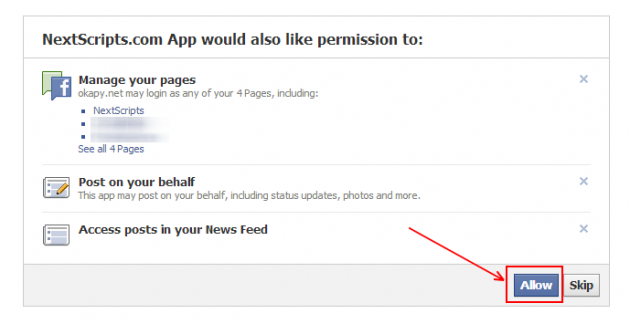 NextScripts.com App would also like permission to:
Manage your pages
okapy.net may login as any of your 4 Pages, including:
NextScripts
See all 4 Pages
Post on your behalf
This app may post on your behalf, including status updates, photos and more.
Access posts in your News Feed
Allow Skip